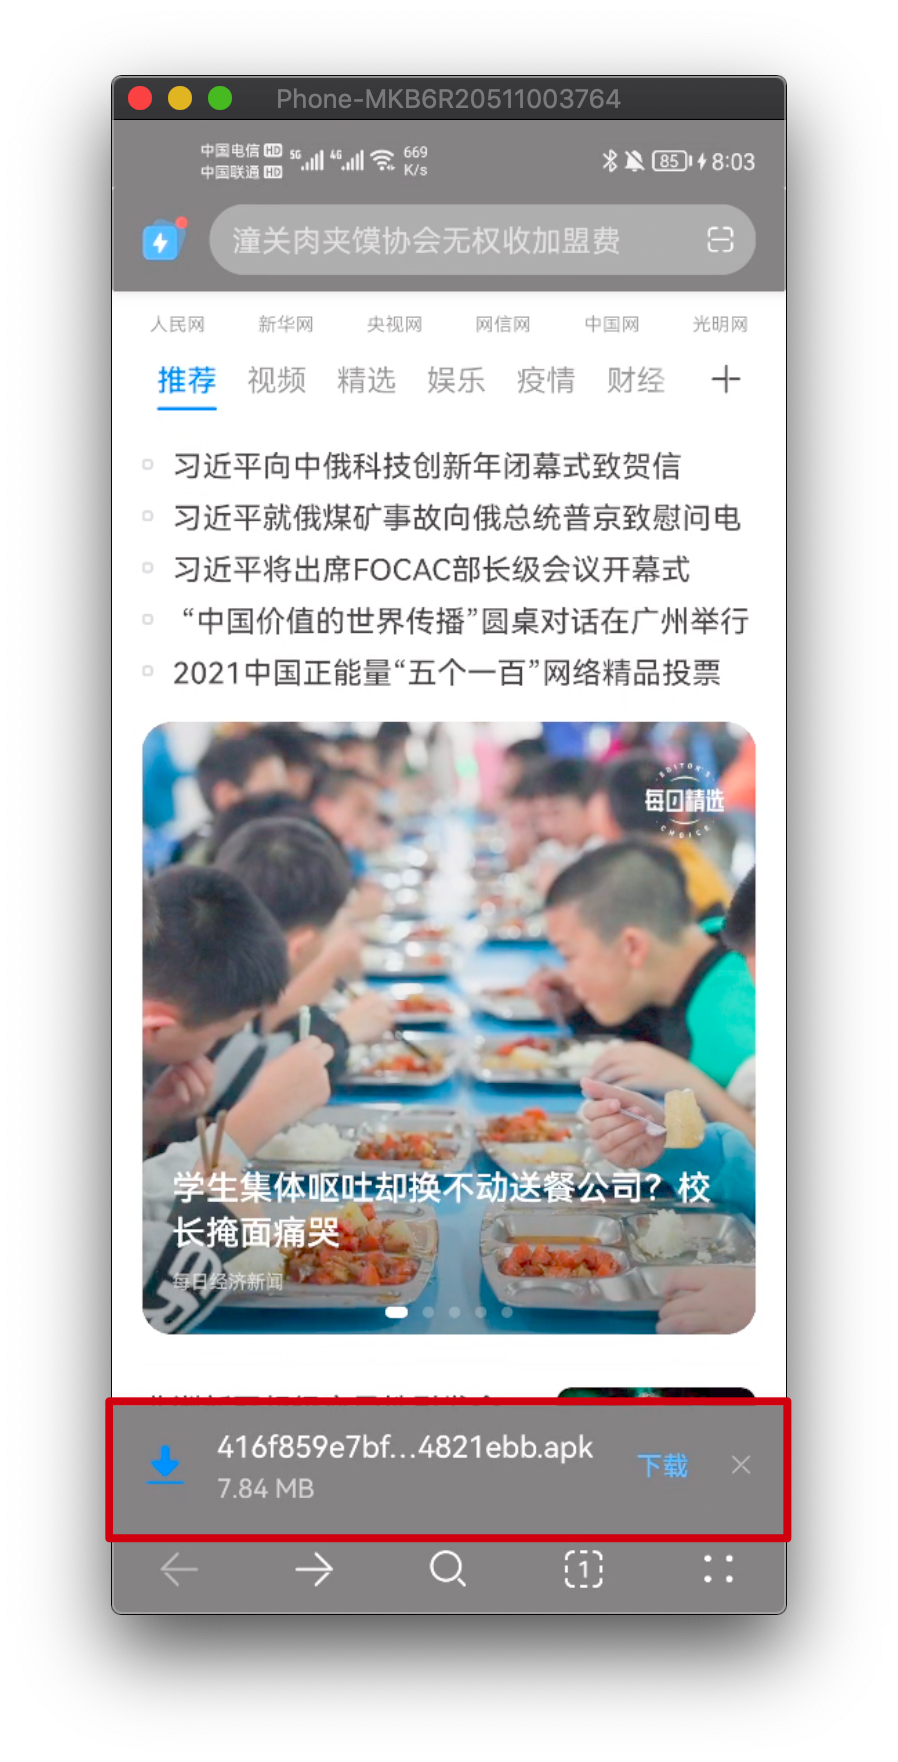 Phone-MKB6R20511003764
中国电信 HD 5G 4G 669
中国联通 HD K/s
85 8:03
潼关肉夹馍协会无权收加盟费
人民网 新华网 央视网 网信网 中国网 光明网
推荐 视频 精选 娱乐 疫情 财经
习近平向中俄科技创新年闭幕式致贺信
习近平就俄煤矿事故向俄总统普京致慰问电
习近平将出席FOCAC部长级会议开幕式
“中国价值的世界传播”圆桌对话在广州举行
2021中国正能量“五个一百”网络精品投票
EDITOR'S
每日精选
CHOICE
学生集体呕吐却换不动送餐公司？校
长掩面痛哭
每日经济新闻
416f859e7bf...4821ebb.apk
7.84 MB
下载
1